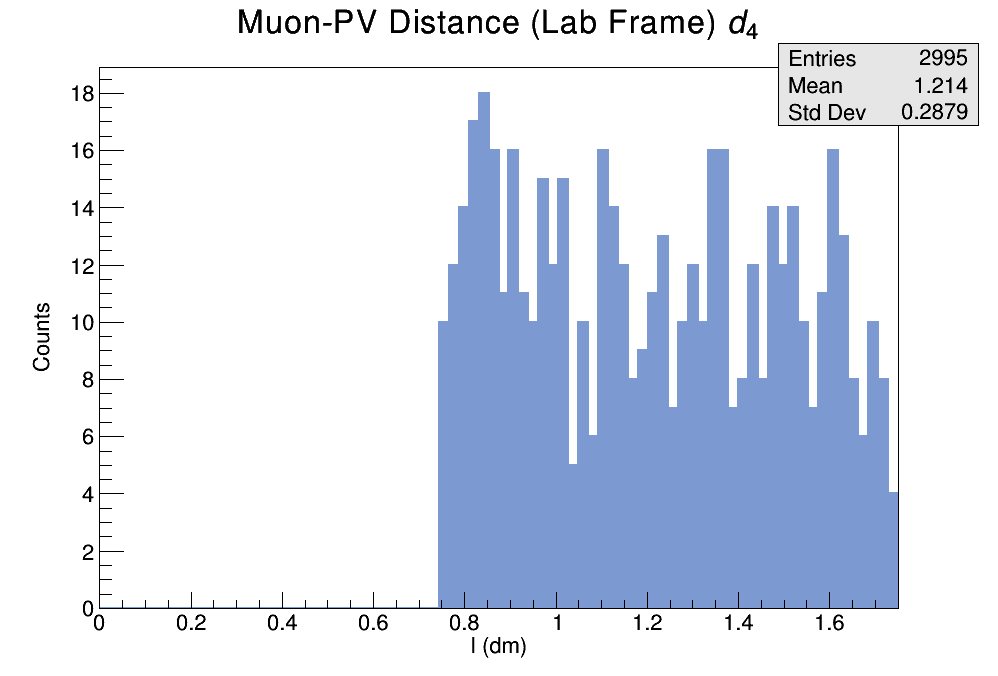 Muon-PV Distance (Lab Frame) d4
Entries 2995
Mean 1.214
Std Dev 0.2879
18
16
14
12
10
8
6
4
2
0
Counts
0 0.2 0.4 0.6 0.8 1 1.2 1.4 1.6
l (dm)